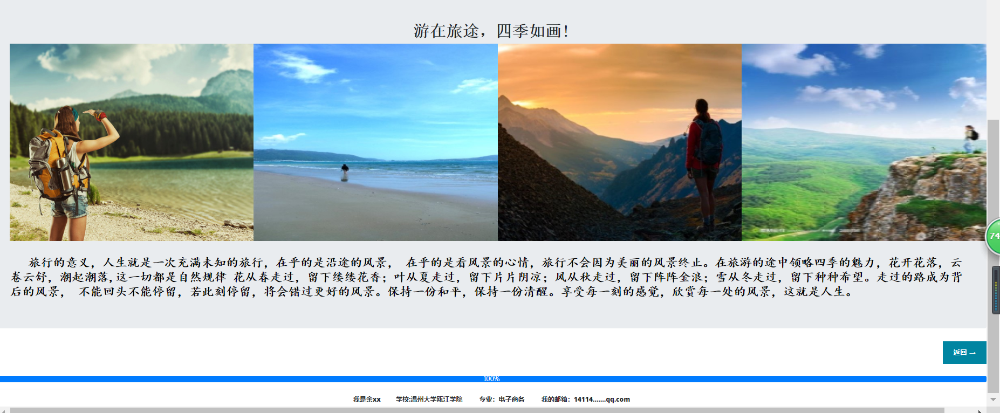 游在旅途，四季如画！
旅行的意义，人生就是一次充满未知的旅行，在乎的是沿途的风景， 在乎的是看风景的心情，旅行不会因为美丽的风景终止。在旅游的途中领略四季的魅力，花开花落，云
卷云舒，潮起潮落,这一切都是自然规律 花从春走过，留下缕缕花香；叶从夏走过，留下片片阴凉；风从秋走过，留下阵阵金浪；雪从冬走过，留下种种希望。走过的路成为背
后的风景， 不能回头不能停留，若此刻停留，将会错过更好的风景。保持一份和平，保持一份清醒。享受每一刻的感觉，欣赏每一处的风景，这就是人生。
74
返回 →
100%
我是余xx 学校:温州大学瓯江学院 专业：电子商务 我的邮箱：14114.......qq.com